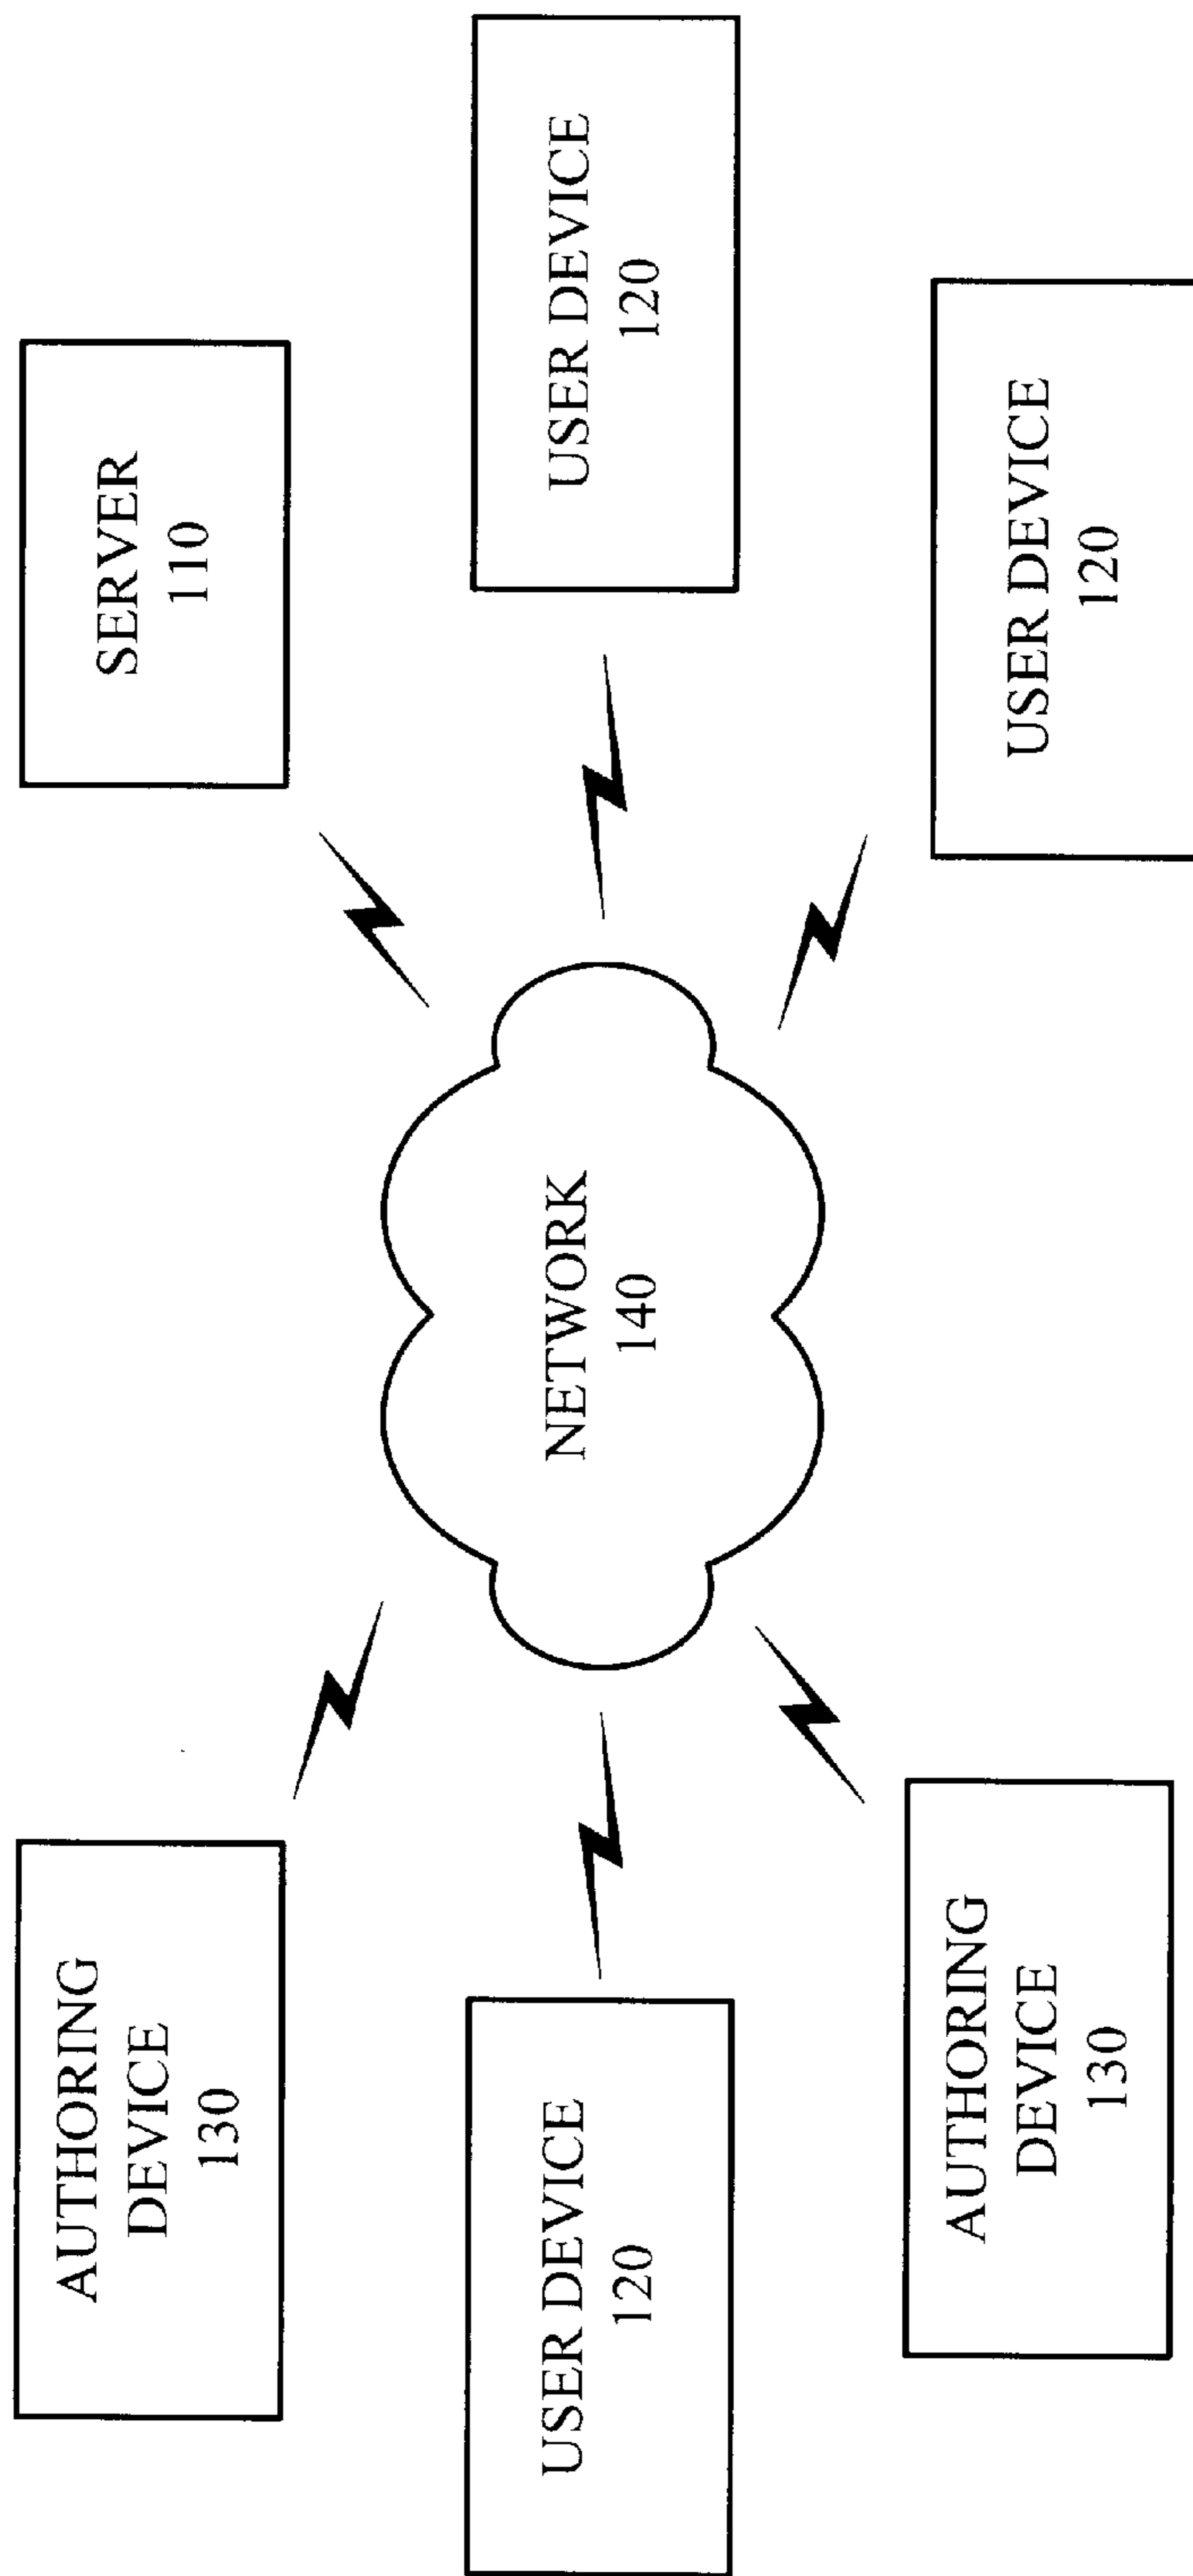 AUTHORING
DEVICE
130
SERVER
110
USER DEVICE
120
NETWORK
140
USER DEVICE
120
AUTHORING
DEVICE
130
USER DEVICE
120